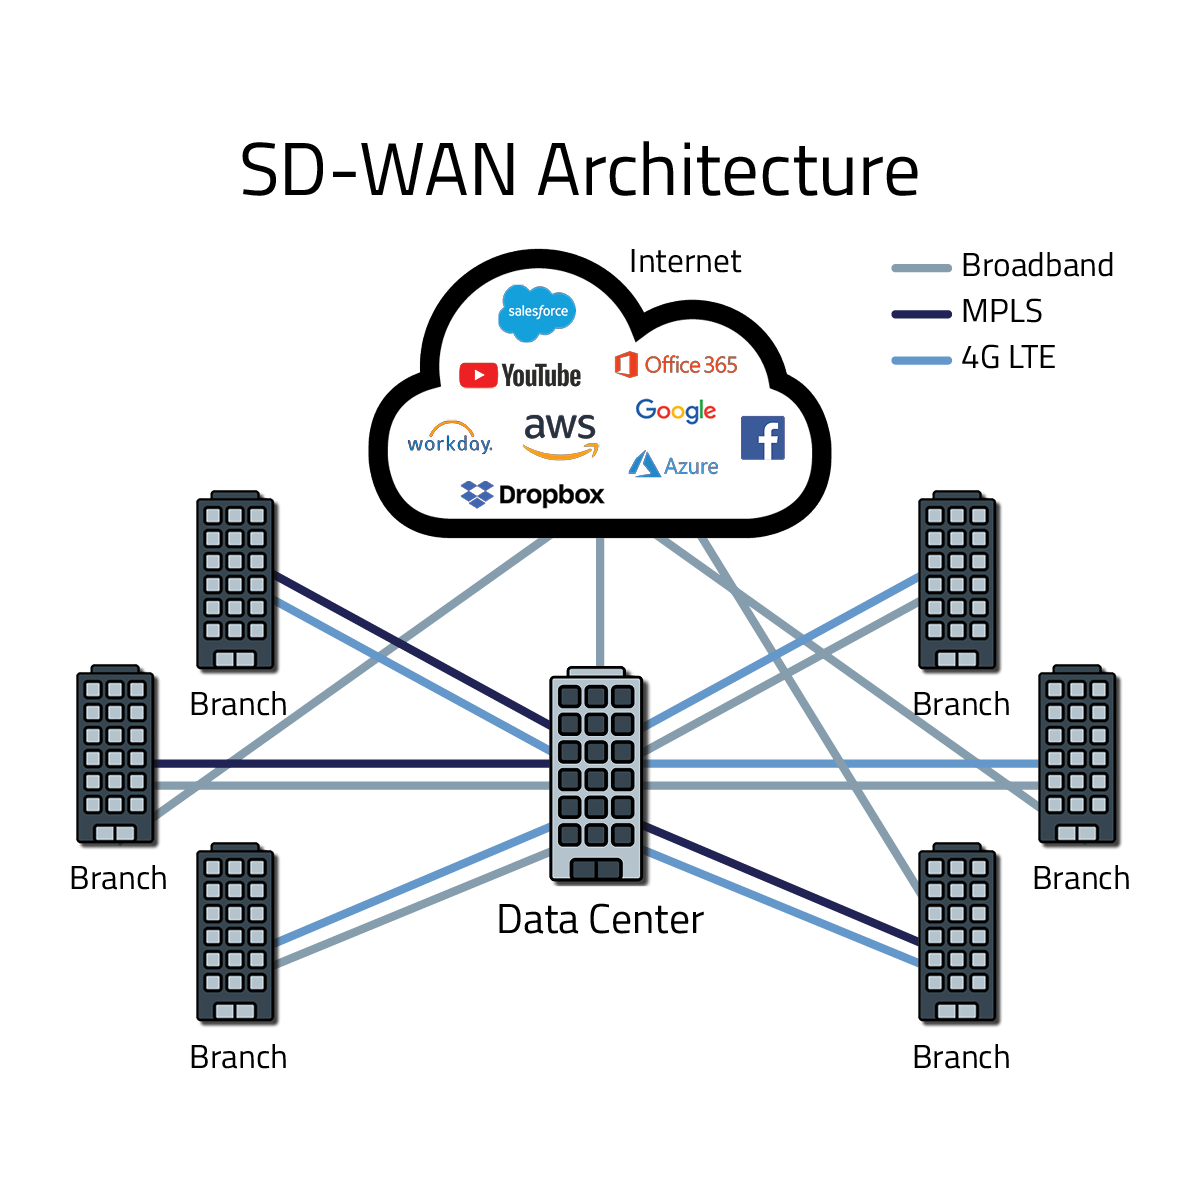 SD-WAN Architecture
Internet
Broadband
MPLS
4G LTE
salesforce
YouTube
Office 365
Google
workday.
aws
Azure
Dropbox
Branch
Branch
Branch
Branch
Data Center
Branch
Branch